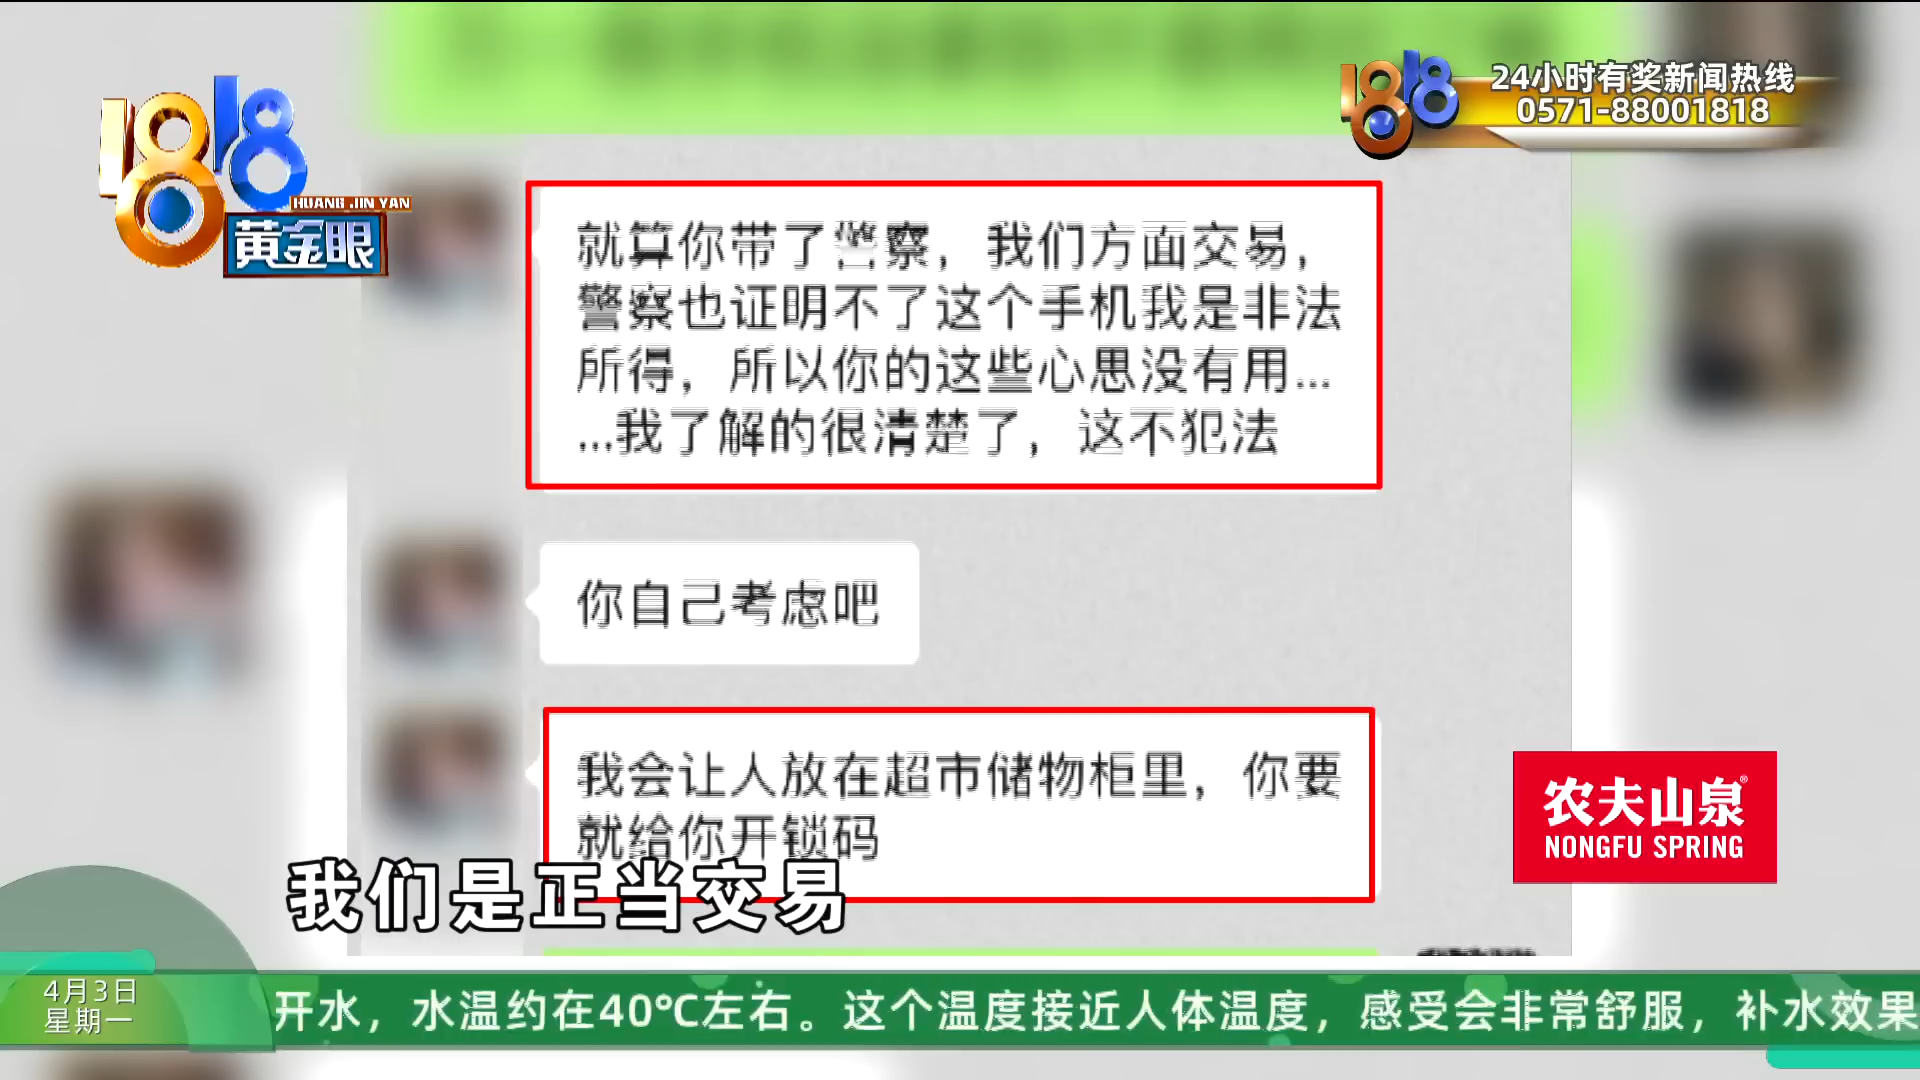 1818
HUANG JIN YAN
黄金眼
1818
24小时有奖新闻热线
0571-88001818
就算你带了警察，我们方面交易，
警察也证明不了这个手机我是非法
所得，所以你的这些心思没有用...
...我了解的很清楚了，这不犯法
你自己考虑吧
我会让人放在超市储物柜里，你要
就给你开锁码
农夫山泉®
NONGFU SPRING
我们是正当交易
4月3日
星期一
开水，水温约在40℃左右。这个温度接近人体温度，感受会非常舒服，补水效果